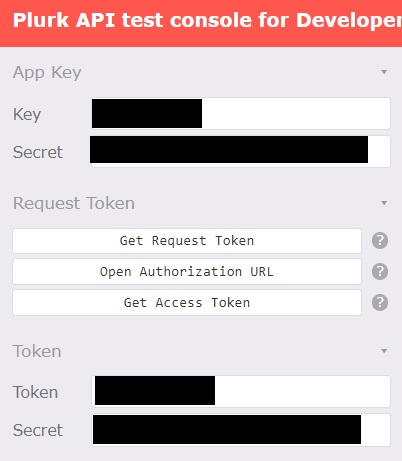 Plurk API test console for Developer
App Key
Key
Secret
Request Token
Get Request Token
?
Open Authorization URL
?
Get Access Token
?
Token
Token
Secret